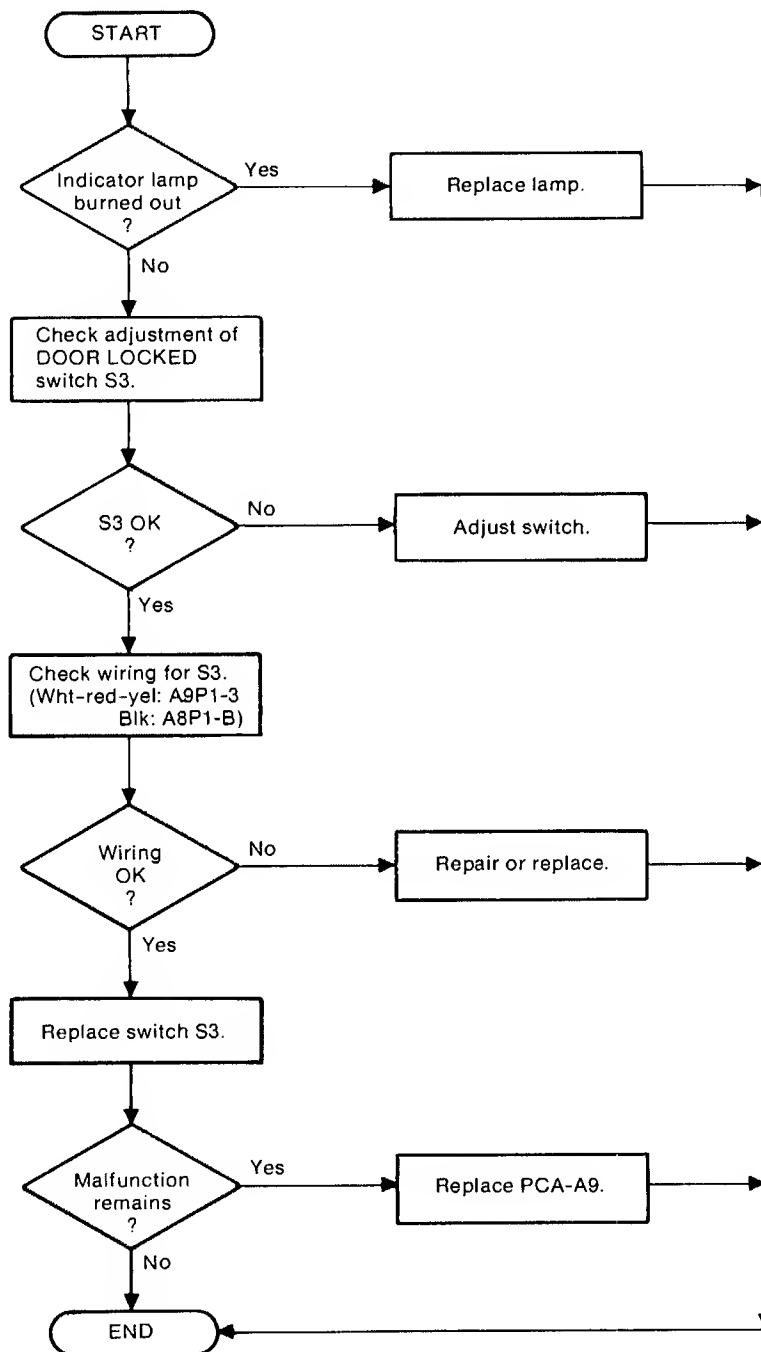 START
Indicator lamp
burned out
?
Yes
Replace lamp.
No
Check adjustment of
DOOR LOCKED
switch S3.
S3 OK
?
No
Adjust switch.
Yes
Check wiring for S3.
(Wht-red-yel: A9P1-3
Blk: A8P1-B)
Wiring
OK
?
No
Repair or replace.
Yes
Replace switch S3.
Malfunction
remains
?
Yes
Replace PCA-A9.
No
END